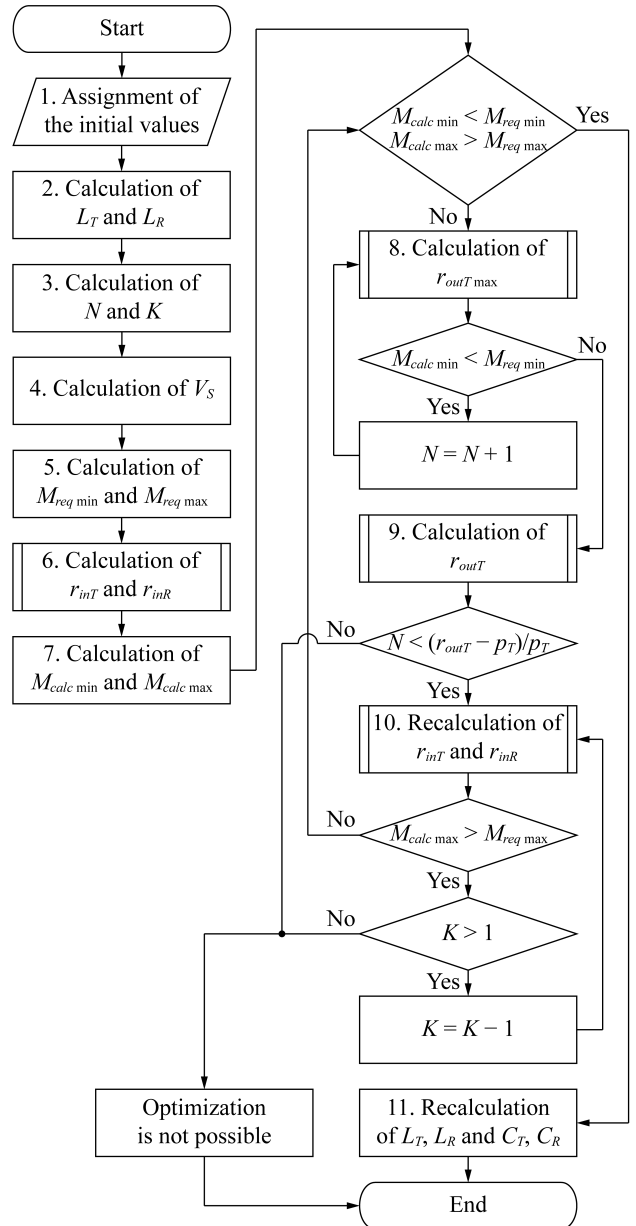 Start
1. Assignment of
the initial values
2. Calculation of
L_T and L_R
3. Calculation of
N and K
4. Calculation of V_S
5. Calculation of
M_req min and M_req max
6. Calculation of
r_inT and r_inR
7. Calculation of
M_calc min and M_calc max
M_calc min < M_req min
M_calc max > M_req max
Yes
No
8. Calculation of
r_outT max
M_calc min < M_req min
No
Yes
N = N + 1
9. Calculation of
r_outT
No
N < (r_outT − p_T)/p_T
Yes
10. Recalculation of
r_inT and r_inR
No
M_calc max > M_req max
Yes
No
K > 1
Yes
K = K − 1
Optimization
is not possible
11. Recalculation
of L_T, L_R and C_T, C_R
End